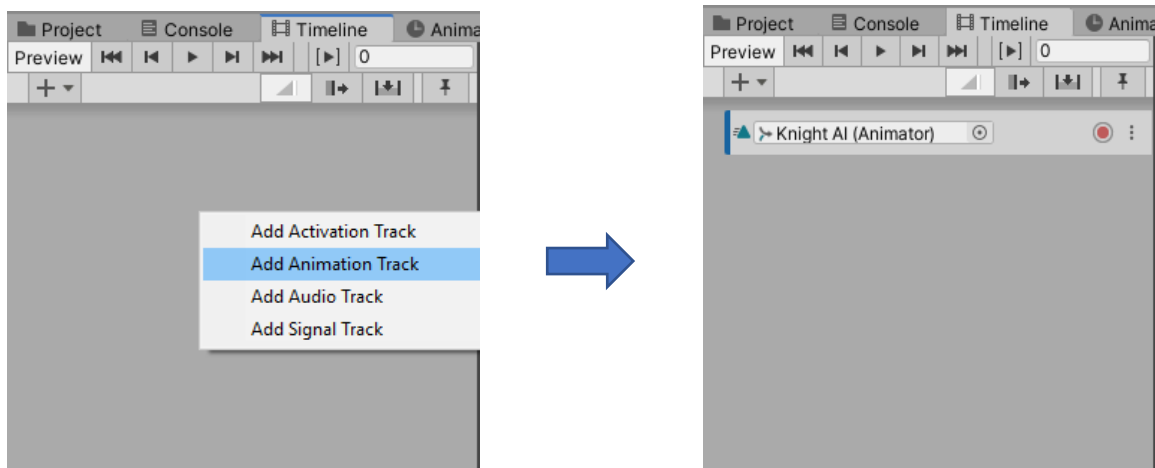 Project Console Timeline Anima
Preview 0
Add Activation Track
Add Animation Track
Add Audio Track
Add Signal Track
Project Console Timeline Anima
Preview 0
Knight AI (Animator)